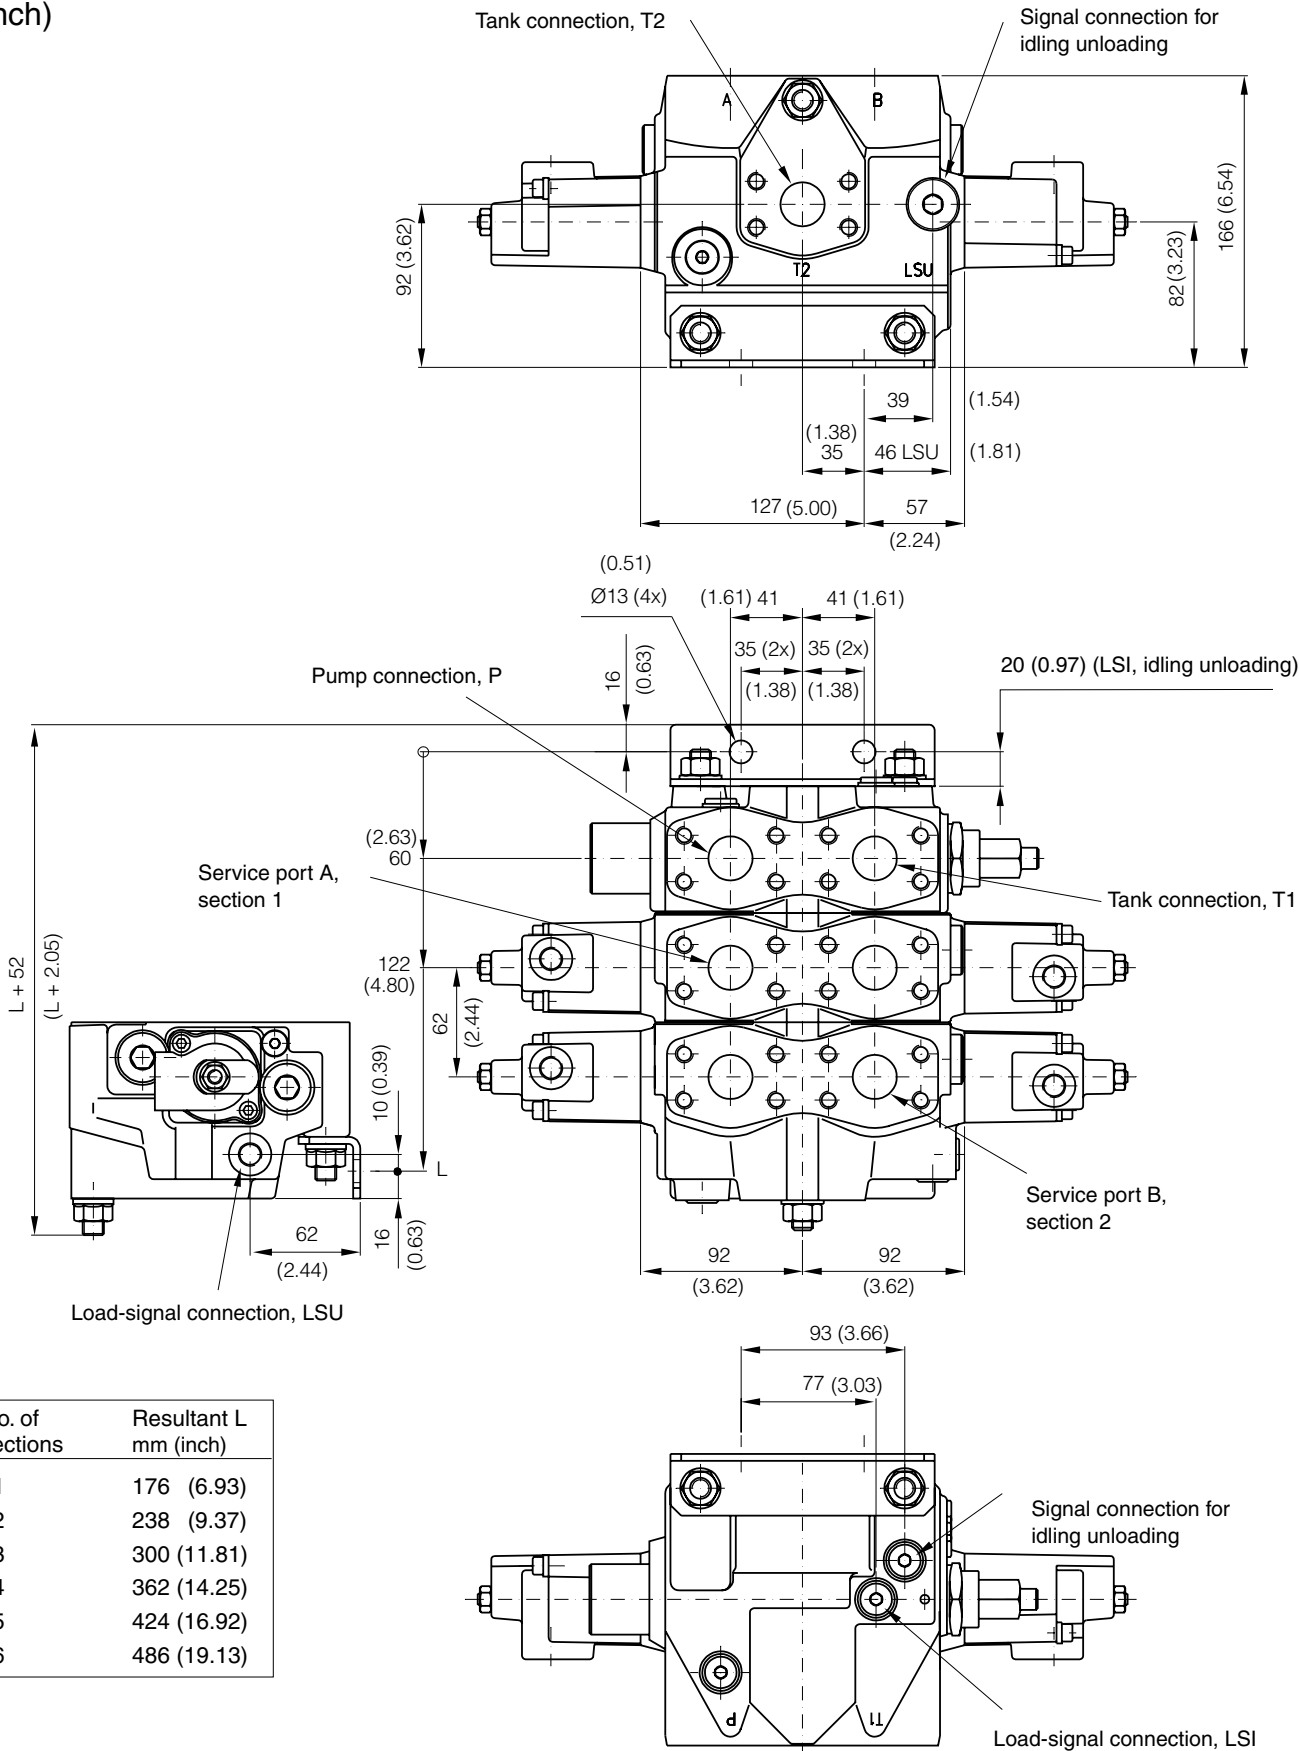 nch)
Tank connection, T2
Signal connection for
idling unloading
A
B
T2
LSU
92 (3.62)
166 (6.54)
82 (3.23)
39
(1.54)
(1.38)
35
46 LSU
(1.81)
127 (5.00)
57
(2.24)
(0.51)
Ø13 (4x)
(1.61) 41
41 (1.61)
35 (2x)
35 (2x)
(1.38)
(1.38)
16
(0.63)
20 (0.97) (LSI, idling unloading)
Pump connection, P
(2.63)
60
Service port A,
section 1
Tank connection, T1
L + 52
(L + 2.05)
122
(4.80)
62
(2.44)
10 (0.39)
L
16
(0.63)
62
(2.44)
Load-signal connection, LSU
Service port B,
section 2
92
(3.62)
92
(3.62)
93 (3.66)
77 (3.03)
o. of
ections
Resultant L
mm (inch)
176 (6.93)
2 238 (9.37)
3 300 (11.81)
4 362 (14.25)
5 424 (16.92)
6 486 (19.13)
Signal connection for
idling unloading
P
T1
Load-signal connection, LSI